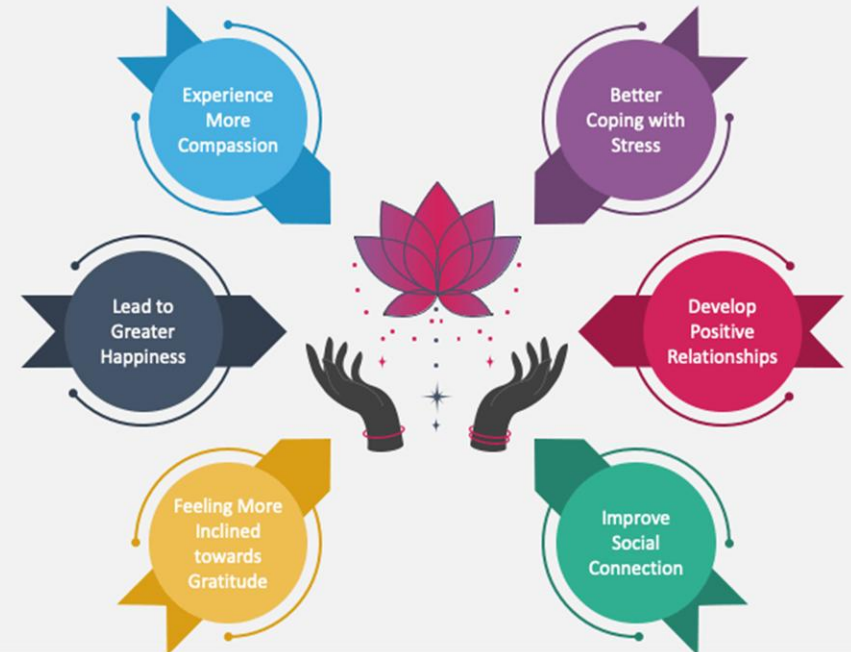 Experience
More
Compassion
Better
Coping with
Stress
Lead to
Greater
Happiness
Develop
Positive
Relationships
Feeling More
Inclined
towards
Gratitude
Improve
Social
Connection